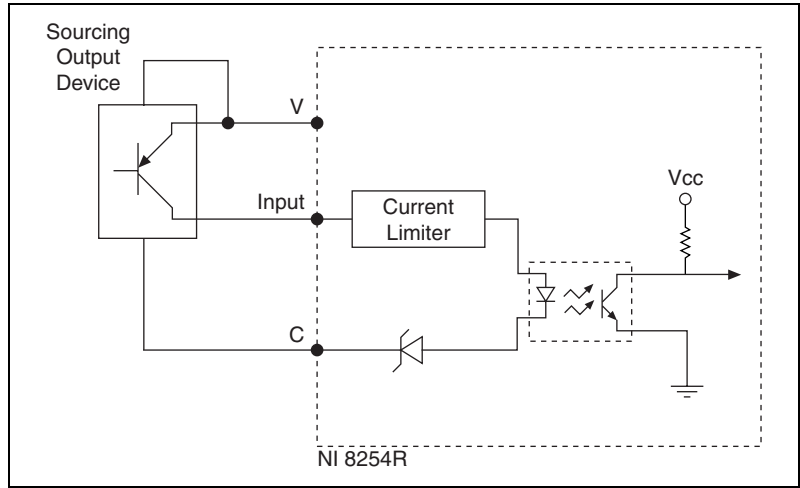 Sourcing
Output
Device
V
Input
Current
Limiter
Vcc
C
NI 8254R